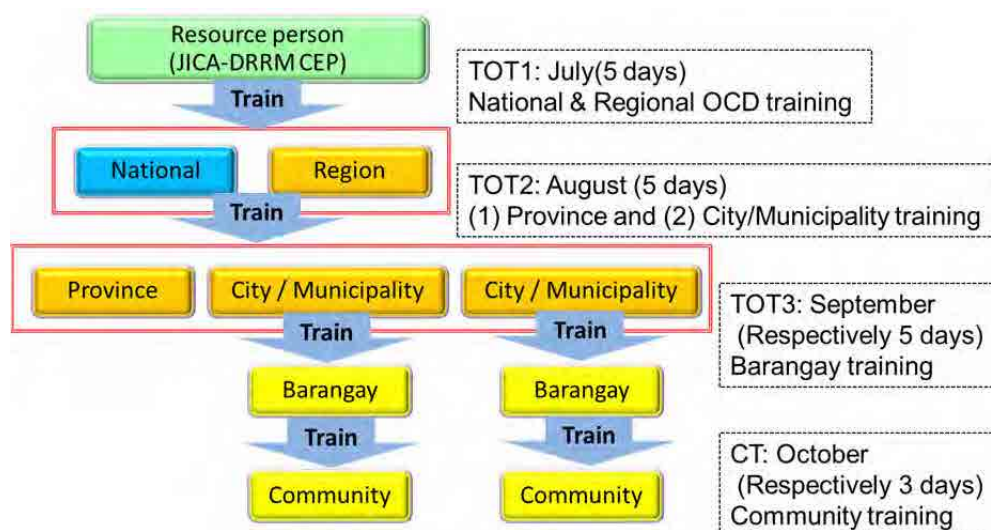 Resource person
(JICA-DRRM CEP)
Train
TOT1: July(5 days)
National & Regional OCD training
National
Region
Train
TOT2: August (5 days)
(1) Province and (2) City/Municipality training
Province
City / Municipality
City / Municipality
Train
Train
TOT3: September
(Respectively 5 days)
Barangay training
Barangay
Barangay
Train
Train
CT: October
(Respectively 3 days)
Community training
Community
Community